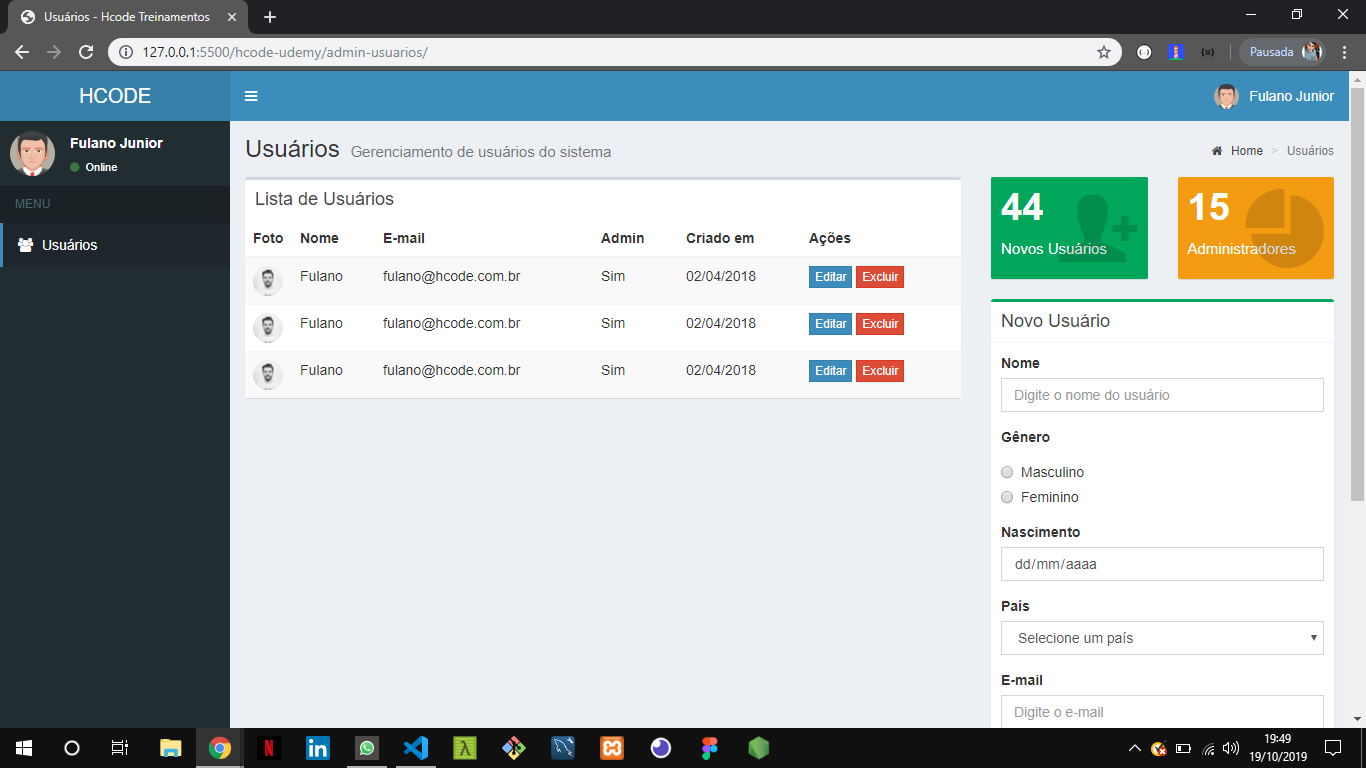 Usuários - Hcode Treinamentos
127.0.0.1:5500/hcode-udemy/admin-usuarios/
Pausada
HCODE
Fulano Junior
Fulano Junior
Online
MENU
Usuários
Usuários Gerenciamento de usuários do sistema
Home > Usuários
Lista de Usuários
Foto Nome E-mail Admin Criado em Ações
Fulano fulano@hcode.com.br Sim 02/04/2018 Editar Excluir
Fulano fulano@hcode.com.br Sim 02/04/2018 Editar Excluir
Fulano fulano@hcode.com.br Sim 02/04/2018 Editar Excluir
44
Novos Usuários
15
Administradores
Novo Usuário
Nome
Digite o nome do usuário
Gênero
Masculino
Feminino
Nascimento
dd/mm/aaaa
País
Selecione um país
E-mail
Digite o e-mail
19:49
19/10/2019